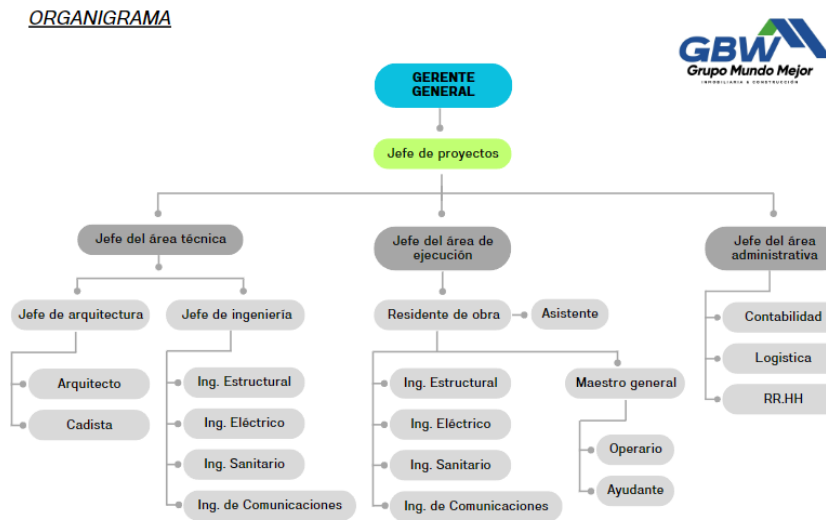 ORGANIGRAMA
GBW
Grupo Mundo Mejor
INMOBILIARIA & CONSTRUCCIÓN
GERENTE
GENERAL
Jefe de proyectos
Jefe del área técnica
Jefe del área de
ejecución
Jefe del área
administrativa
Jefe de arquitectura
Jefe de ingeniería
Residente de obra
Asistente
Contabilidad
Logistica
RR.HH
Arquitecto
Cadista
Ing. Estructural
Ing. Eléctrico
Ing. Sanitario
Ing. de Comunicaciones
Ing. Estructural
Ing. Eléctrico
Ing. Sanitario
Ing. de Comunicaciones
Maestro general
Operario
Ayudante